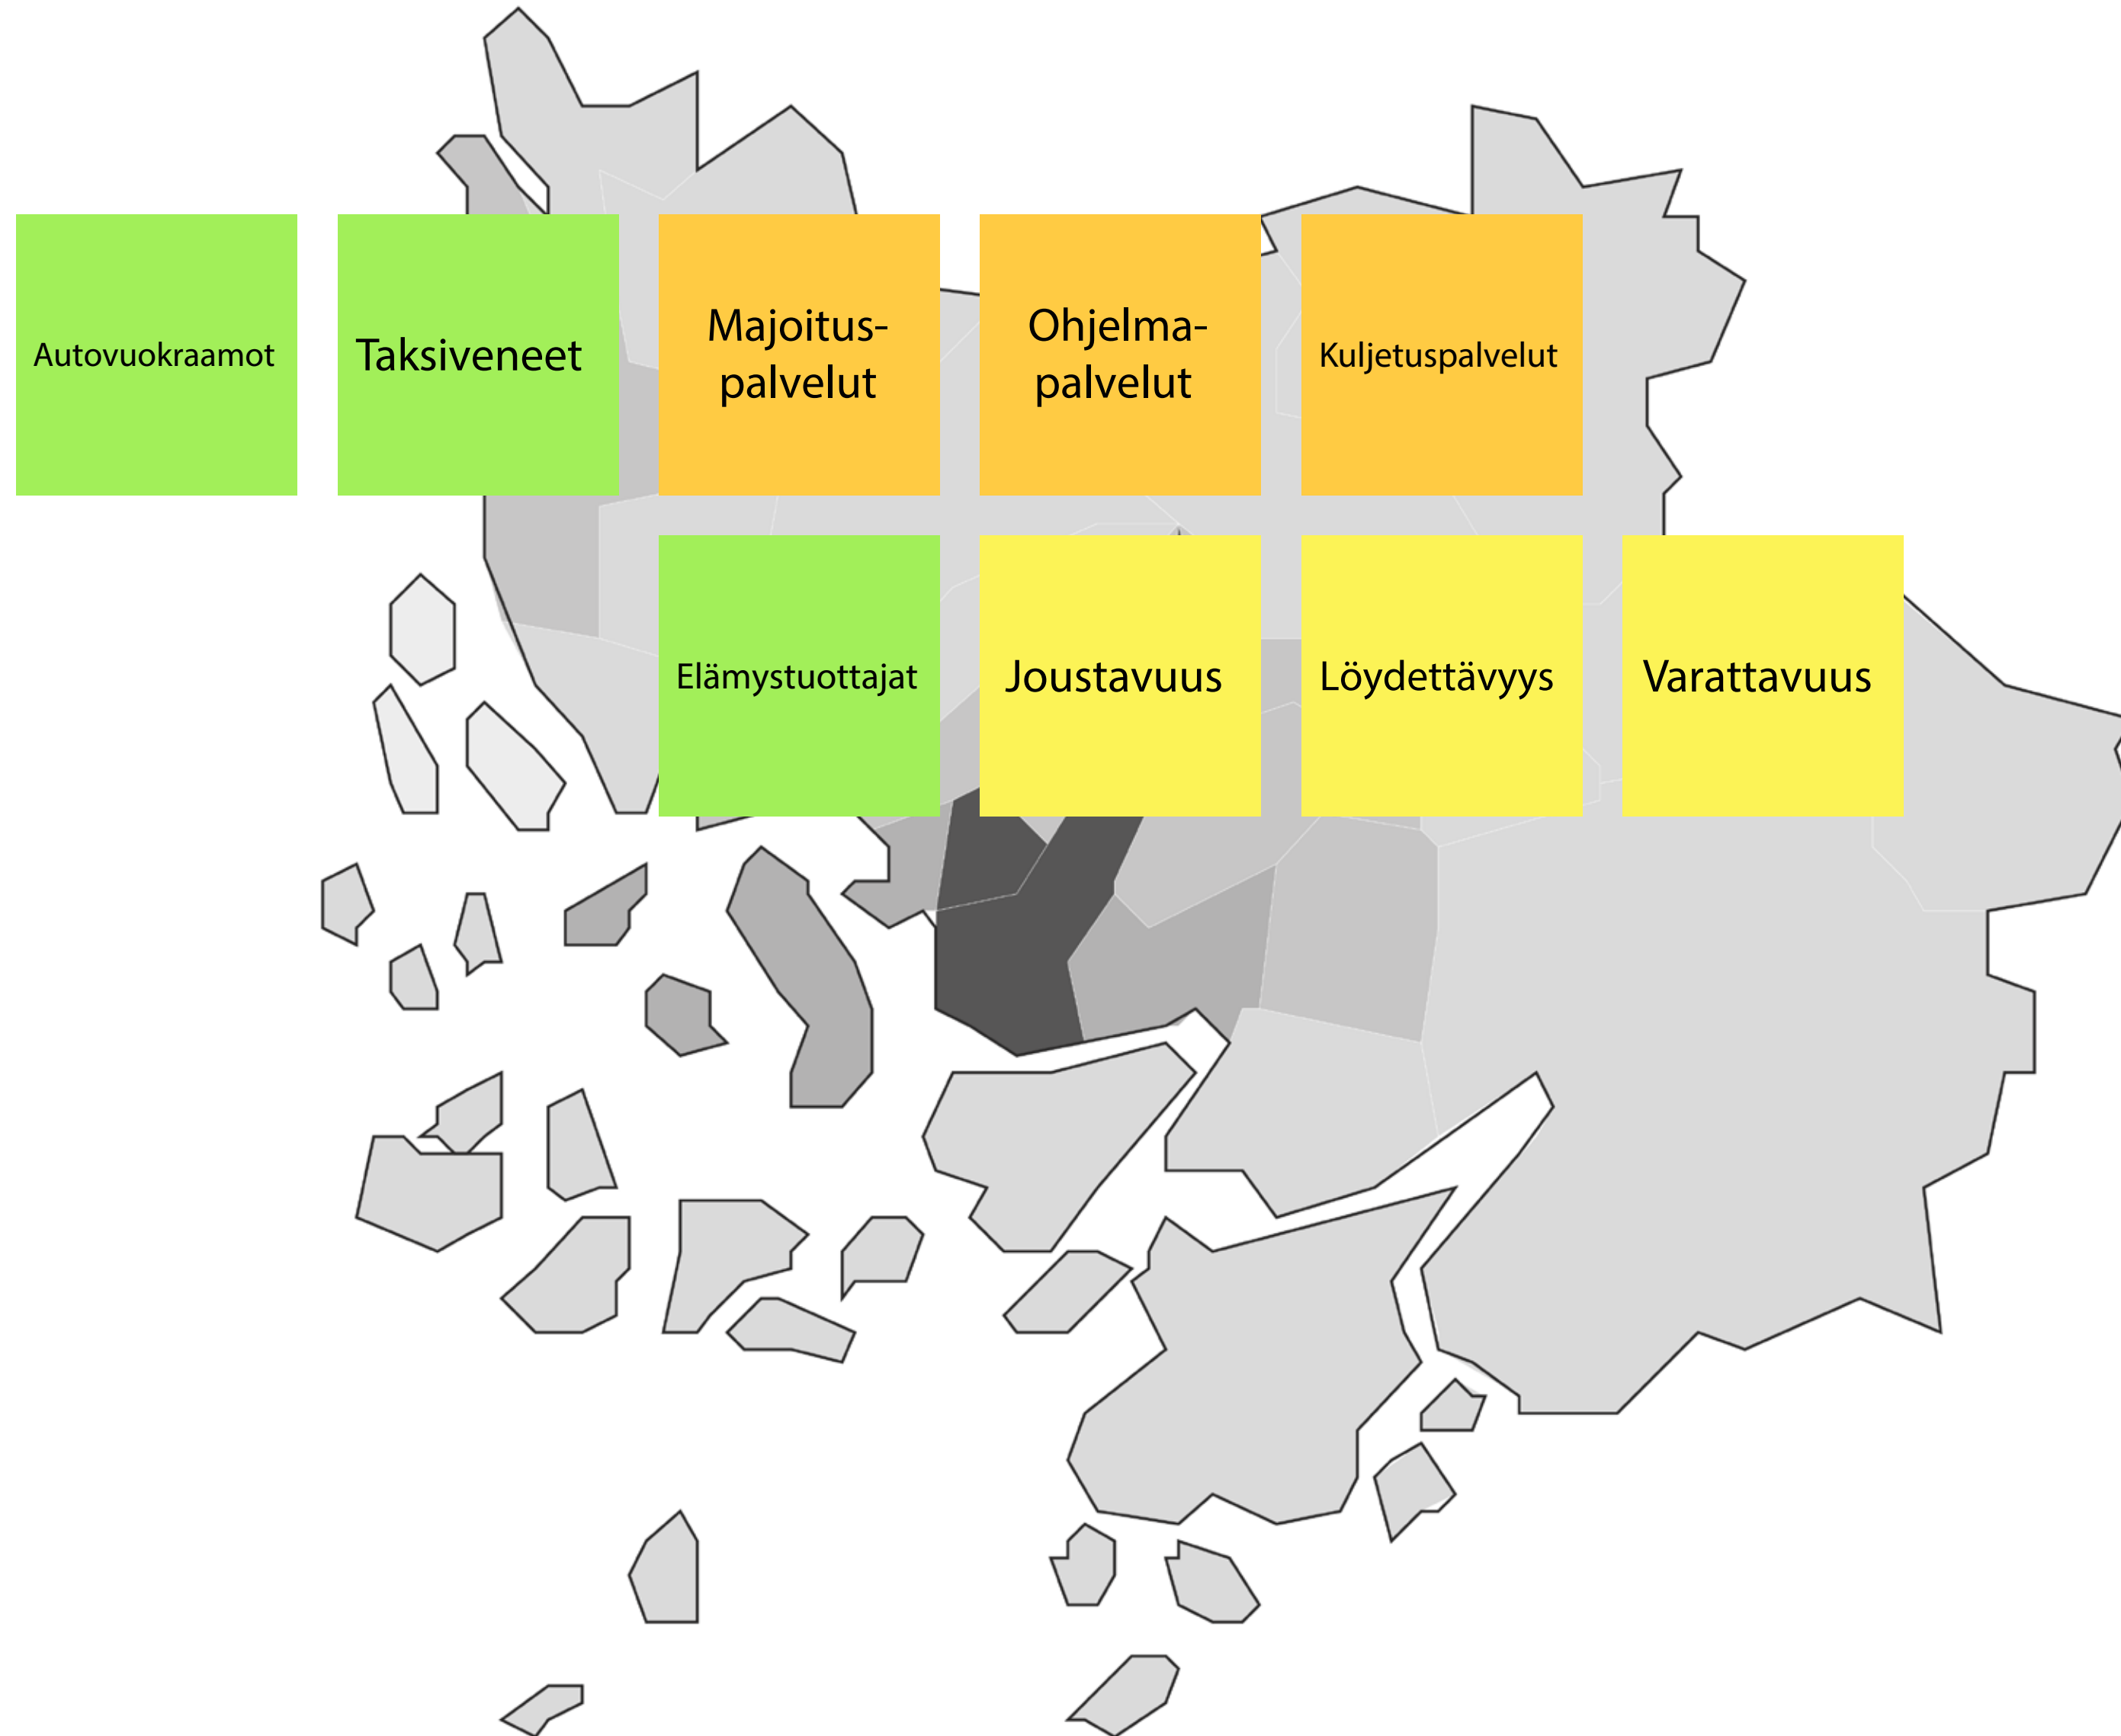 Autovuokraamot
Taksiveneet
Majoitus-
palvelut
Ohjelma-
palvelut
Kuljetuspalvelut
Elämystuottajat
Joustavuus
Löydettävyys
Varattavuus